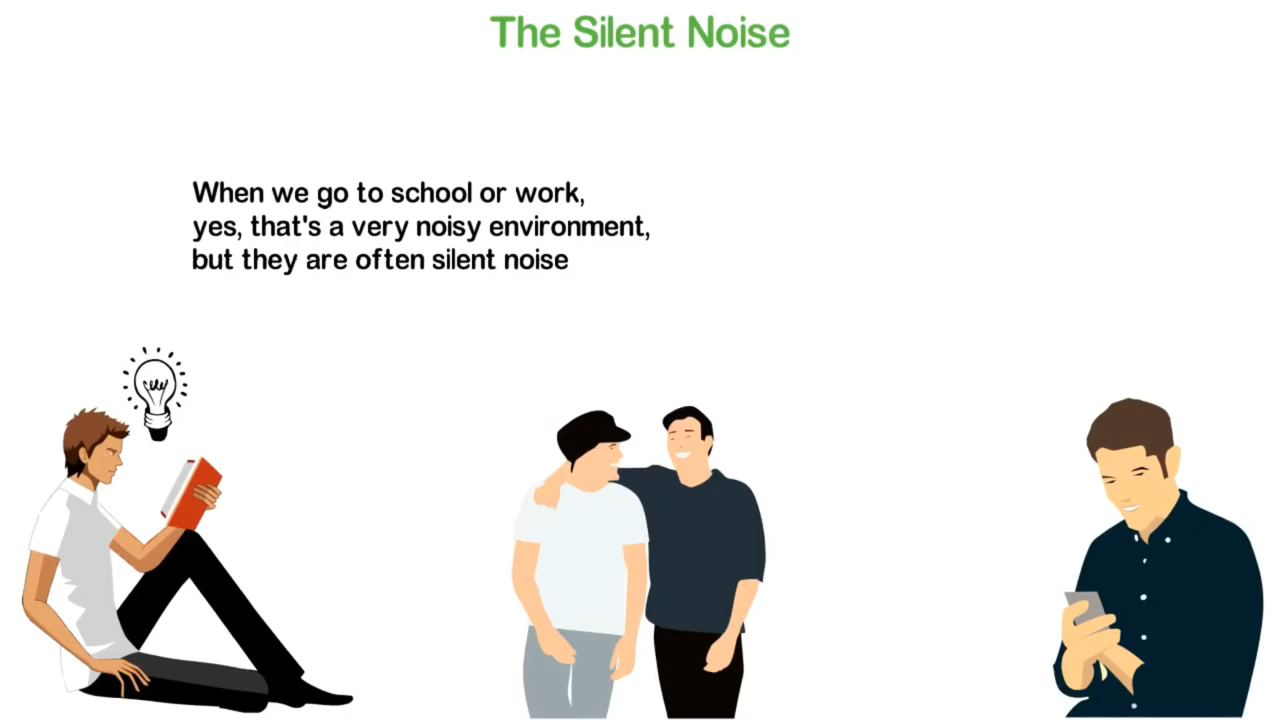 The Silent Noise
When we go to school or work,
yes, that's a very noisy environment,
but they are often silent noise